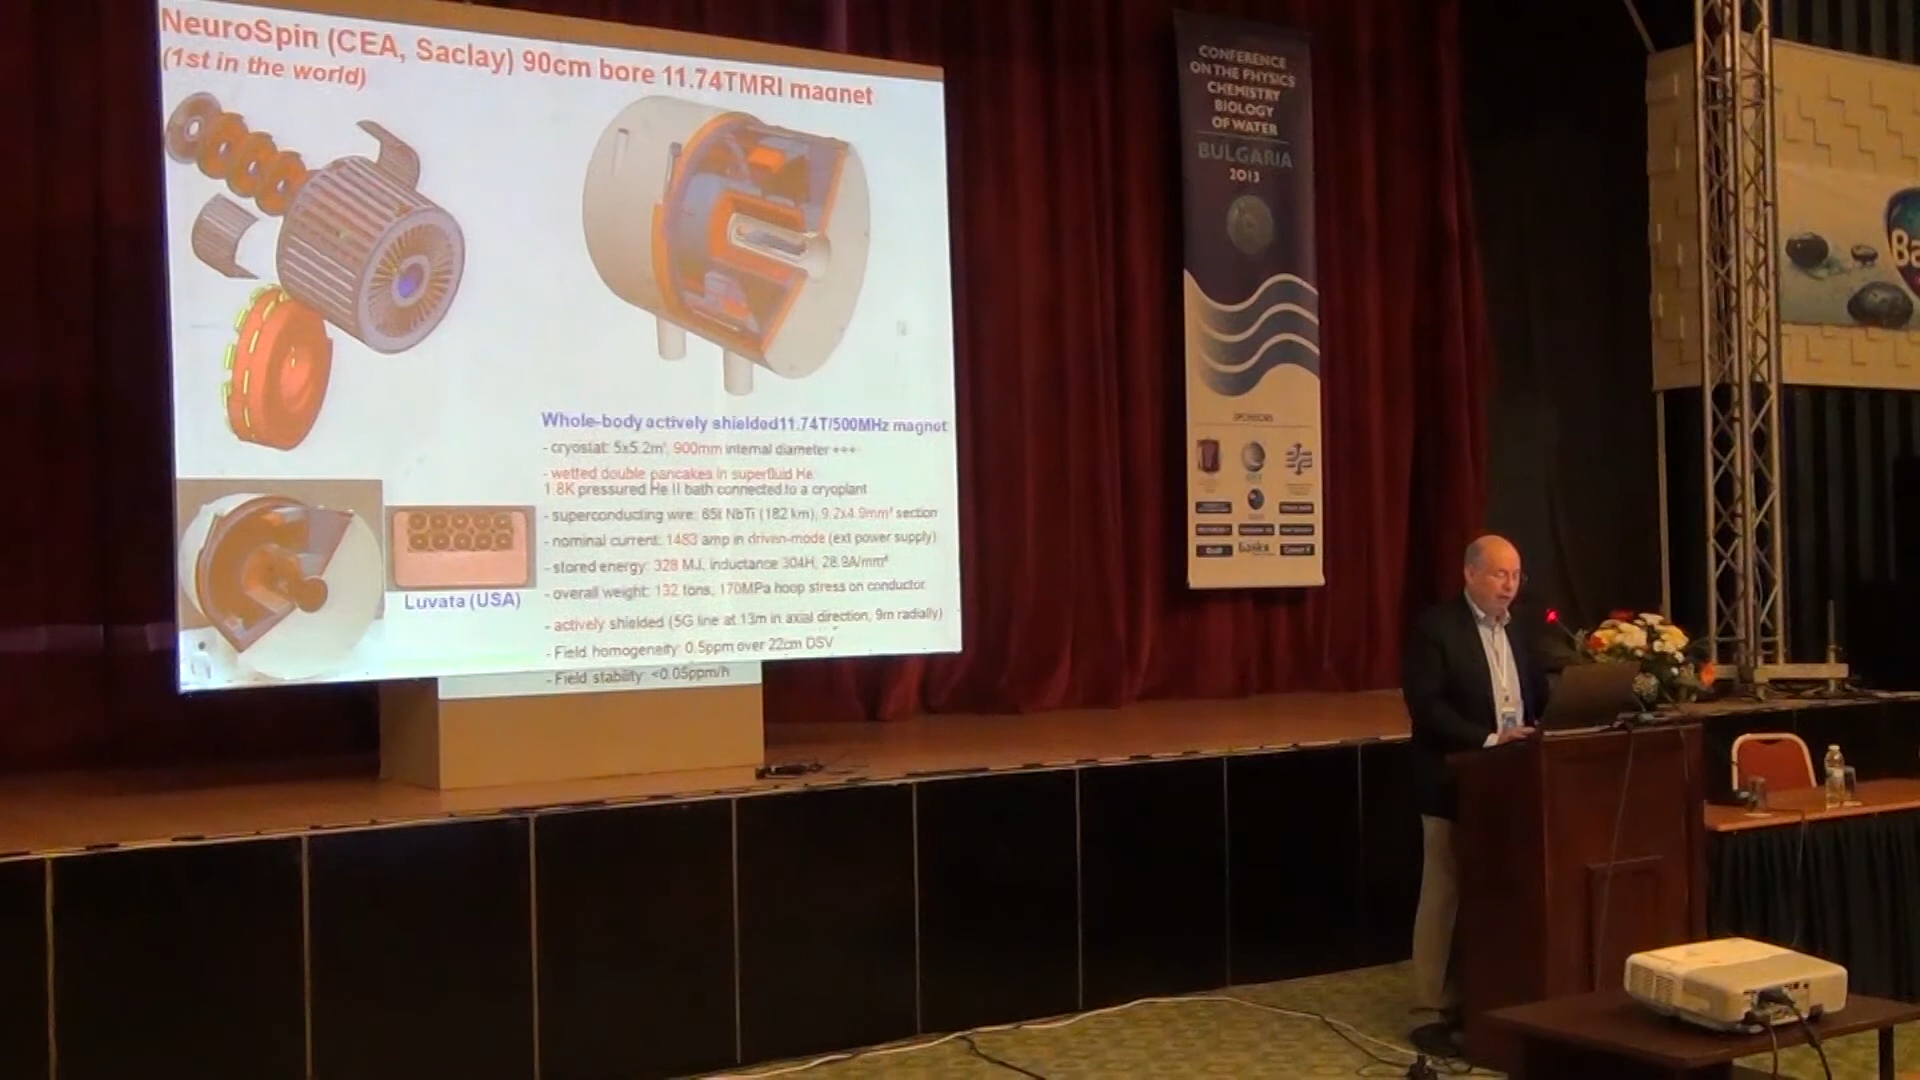 NeuroSpin (CEA, Saclay) 90cm bore 11.74TMRI magnet
(1st in the world)
Luvata (USA)
Whole-body actively shielded11.74T/500MHz magnet
- cryostat: 5x5.2m², 900mm internal diameter +++
- wetted double pancakes in superfluid He:
1.8K pressured He II bath connected to a cryoplant
- superconducting wire: 65t NbTi (182 km), 9.2x4.9mm² section
- nominal current: 1483 amp in driven-mode (ext power supply)
- stored energy: 328 MJ, inductance 304H, 28.9A/mm²
- overall weight: 132 tons, 170MPa hoop stress on conductor
- actively shielded (5G line at 13m in axial direction, 9m radially)
- Field homogeneity: 0.5ppm over 22cm DSV
- Field stability: <0.05ppm/h
CONFERENCE
ON THE PHYSICS
CHEMISTRY
BIOLOGY
OF WATER
BULGARIA
2013
SPONSORS
Ba